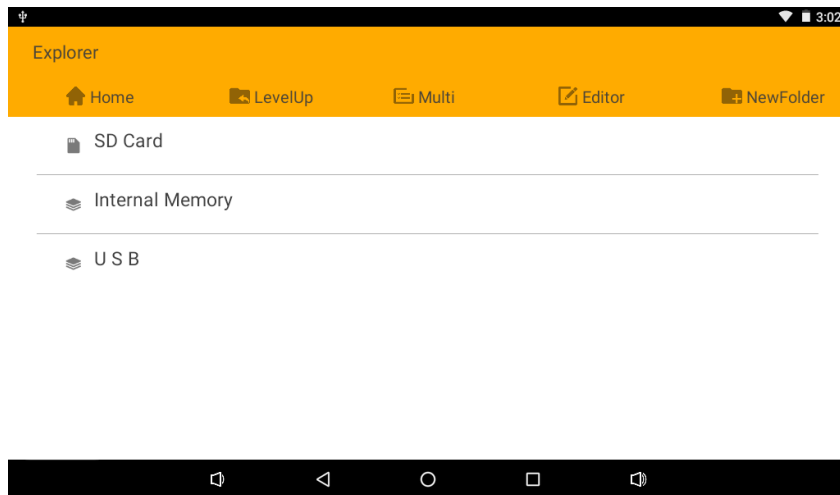 3:02
Explorer
Home LevelUp Multi Editor NewFolder
SD Card
Internal Memory
U S B